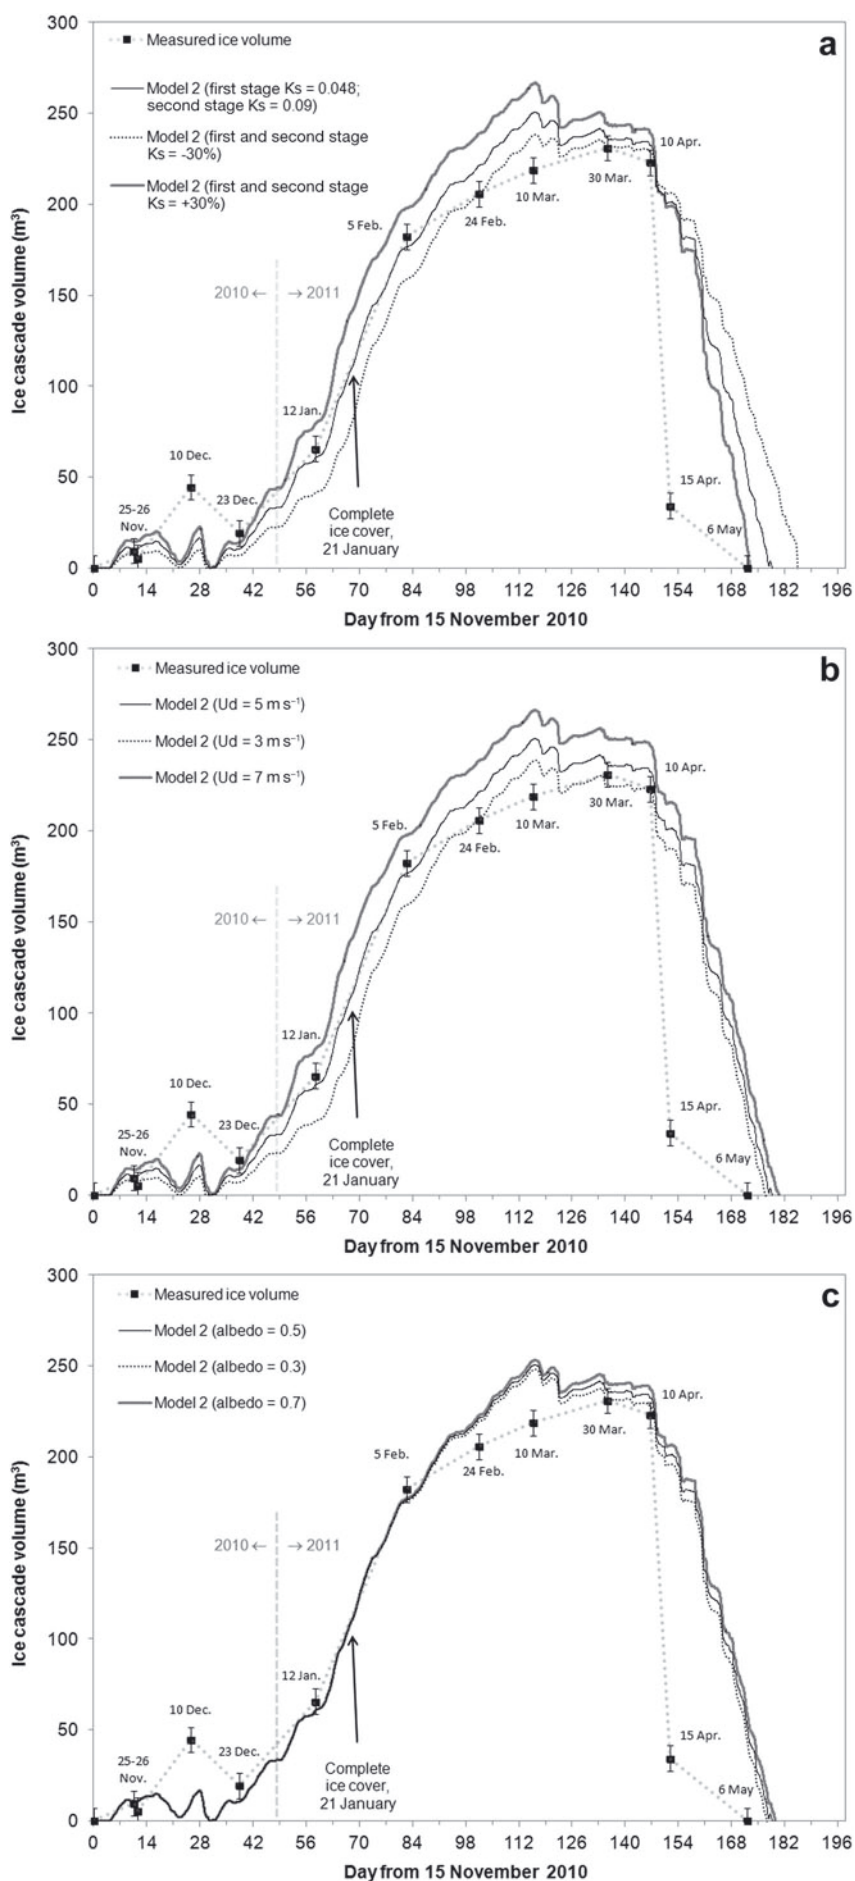 a
300
Measured ice volume
Model 2 (first stage Ks = 0.048;
second stage Ks = 0.09)
Model 2 (first and second stage
Ks = -30%)
Model 2 (first and second stage
Ks = +30%)
250
200
150
100
50
0
Ice cascade volume (m³)
2010 ← → 2011
25-26
Nov.
10 Dec.
23 Dec.
12 Jan.
5 Feb.
24 Feb.
10 Mar.
30 Mar.
10 Apr.
15 Apr.
6 May
Complete
ice cover,
21 January
0 14 28 42 56 70 84 98 112 126 140 154 168 182 196
Day from 15 November 2010
b
300
Measured ice volume
Model 2 (Ud = 5 m s⁻¹)
Model 2 (Ud = 3 m s⁻¹)
Model 2 (Ud = 7 m s⁻¹)
250
200
150
100
50
0
Ice cascade volume (m³)
2010 ← → 2011
25-26
Nov.
10 Dec.
23 Dec.
12 Jan.
5 Feb.
24 Feb.
10 Mar.
30 Mar.
10 Apr.
15 Apr.
6 May
Complete
ice cover,
21 January
0 14 28 42 56 70 84 98 112 126 140 154 168 182 196
Day from 15 November 2010
c
300
Measured ice volume
Model 2 (albedo = 0.5)
Model 2 (albedo = 0.3)
Model 2 (albedo = 0.7)
250
200
150
100
50
0
Ice cascade volume (m³)
2010 ← → 2011
25-26
Nov.
10 Dec.
23 Dec.
12 Jan.
5 Feb.
24 Feb.
10 Mar.
30 Mar.
10 Apr.
15 Apr.
6 May
Complete
ice cover,
21 January
0 14 28 42 56 70 84 98 112 126 140 154 168 182 196
Day from 15 November 2010